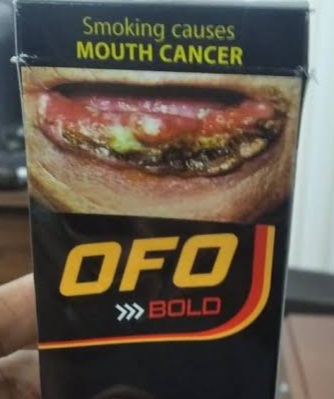 Smoking causes
MOUTH CANCER
OFO
>>> BOLD